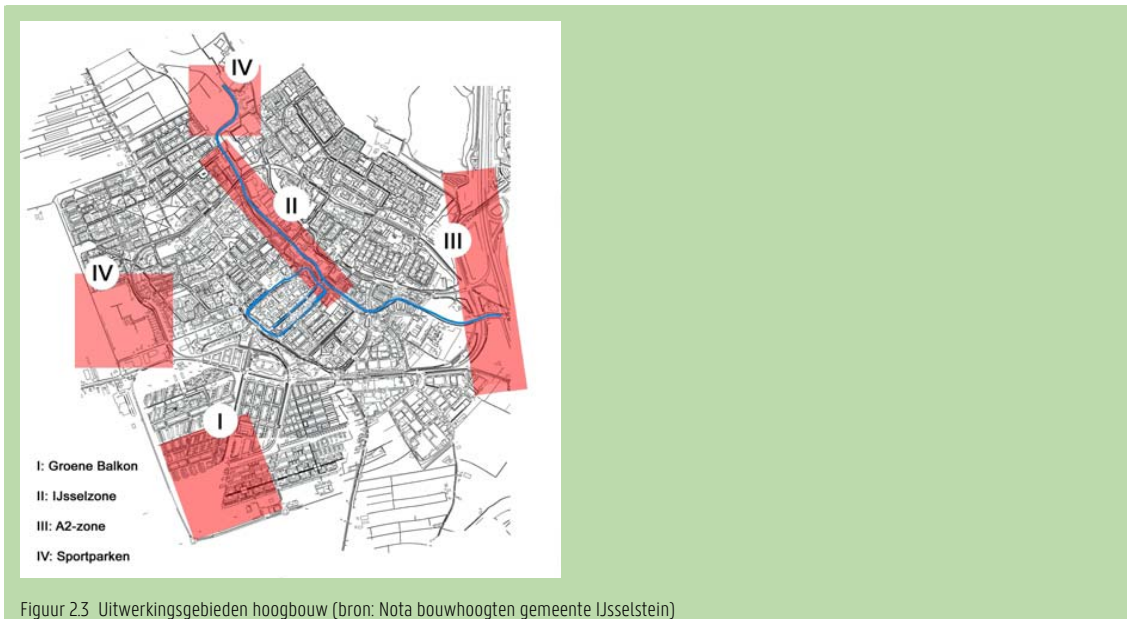 IV
II
III
IV
I
I: Groene Balkon
II: IJsselzone
III: A2-zone
IV: Sportparken
Figuur 2.3 Uitwerkingsgebieden hoogbouw (bron: Nota bouwhoogten gemeente IJsselstein)